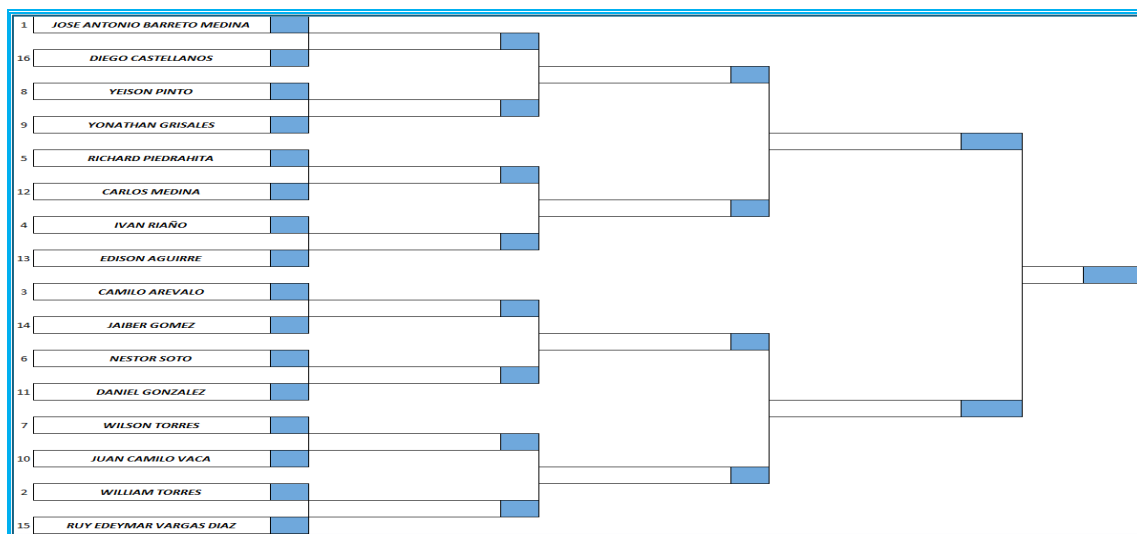 1 JOSE ANTONIO BARRETO MEDINA
16 DIEGO CASTELLANOS
8 YEISON PINTO
9 YONATHAN GRISALES
5 RICHARD PIEDRAHITA
12 CARLOS MEDINA
4 IVAN RIAÑO
13 EDISON AGUIRRE
3 CAMILO AREVALO
14 JAIBER GOMEZ
6 NESTOR SOTO
11 DANIEL GONZALEZ
7 WILSON TORRES
10 JUAN CAMILO VACA
2 WILLIAM TORRES
15 RUY EDEYMAR VARGAS DIAZ